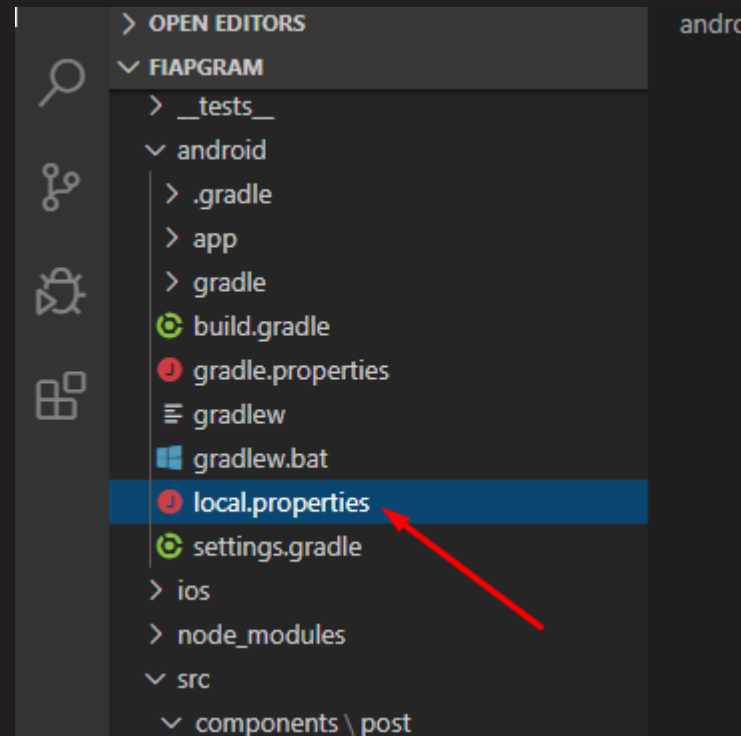 OPEN EDITORS
FIAPGRAM
__tests__
android
.gradle
app
gradle
build.gradle
gradle.properties
gradlew
gradlew.bat
local.properties
settings.gradle
ios
node_modules
src
components \ post